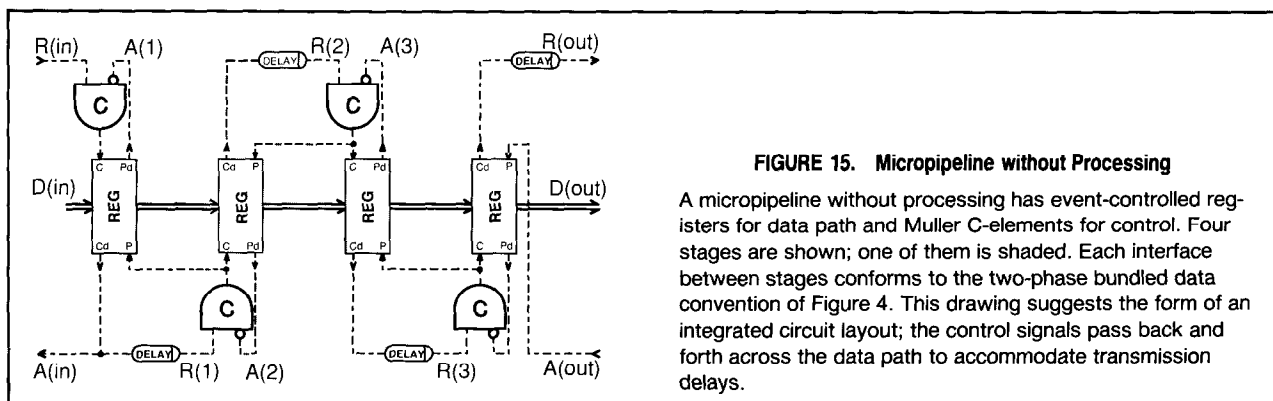 R(in) A(1) R(2) A(3) R(out)
DELAY DELAY
C C
C Pd Cd P C Pd Cd P
D(in) REG REG REG REG D(out)
Cd P C Pd Cd P C Pd
C C
DELAY DELAY
A(in) R(1) A(2) R(3) A(out)
FIGURE 15. Micropipeline without Processing
A micropipeline without processing has event-controlled reg-
isters for data path and Muller C-elements for control. Four
stages are shown; one of them is shaded. Each interface
between stages conforms to the two-phase bundled data
convention of Figure 4. This drawing suggests the form of an
integrated circuit layout; the control signals pass back and
forth across the data path to accommodate transmission
delays.